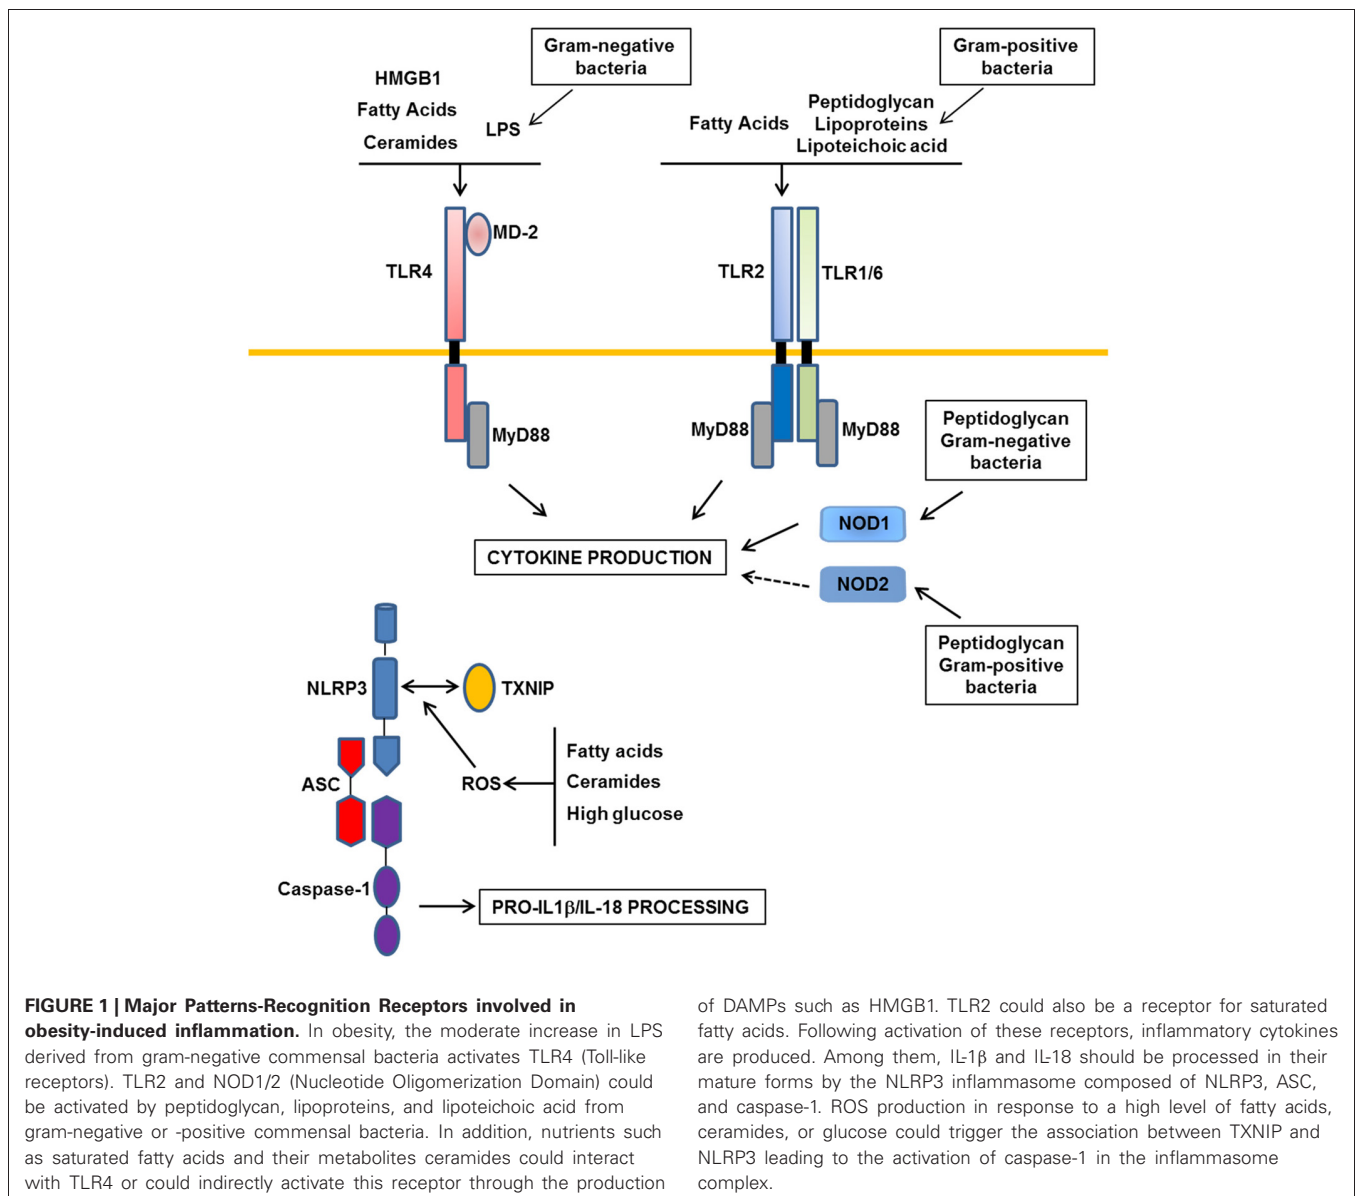 Gram-negative
bacteria
Gram-positive
bacteria
HMGB1
Fatty Acids
Ceramides
LPS
Fatty Acids
Peptidoglycan
Lipoproteins
Lipoteichoic acid
MD-2
TLR4
TLR2
TLR1/6
MyD88
MyD88
MyD88
Peptidoglycan
Gram-negative
bacteria
NOD1
CYTOKINE PRODUCTION
NOD2
Peptidoglycan
Gram-positive
bacteria
NLRP3
TXNIP
Fatty acids
Ceramides
High glucose
ROS
ASC
Caspase-1
PRO-IL1β/IL-18 PROCESSING
FIGURE 1 | Major Patterns-Recognition Receptors involved in
obesity-induced inflammation. In obesity, the moderate increase in LPS
derived from gram-negative commensal bacteria activates TLR4 (Toll-like
receptors). TLR2 and NOD1/2 (Nucleotide Oligomerization Domain) could
be activated by peptidoglycan, lipoproteins, and lipoteichoic acid from
gram-negative or -positive commensal bacteria. In addition, nutrients such
as saturated fatty acids and their metabolites ceramides could interact
with TLR4 or could indirectly activate this receptor through the production
of DAMPs such as HMGB1. TLR2 could also be a receptor for saturated
fatty acids. Following activation of these receptors, inflammatory cytokines
are produced. Among them, IL-1β and IL-18 should be processed in their
mature forms by the NLRP3 inflammasome composed of NLRP3, ASC,
and caspase-1. ROS production in response to a high level of fatty acids,
ceramides, or glucose could trigger the association between TXNIP and
NLRP3 leading to the activation of caspase-1 in the inflammasome
complex.